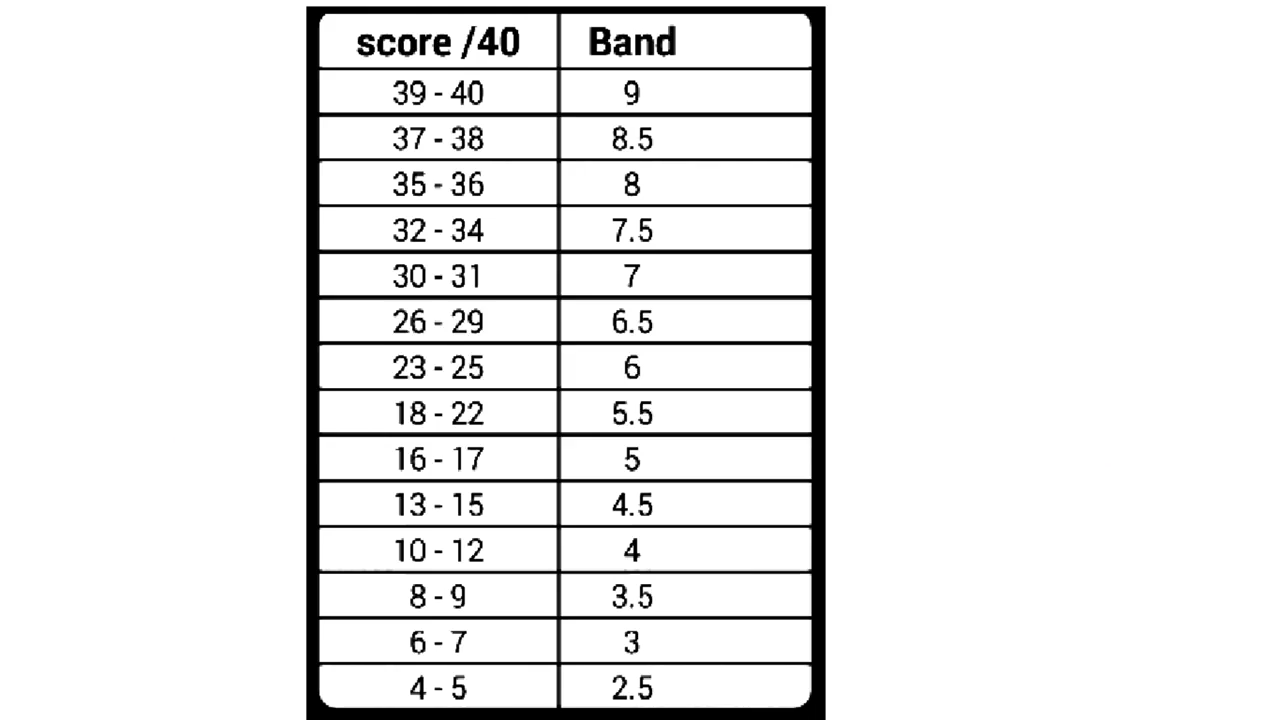 score /40 Band
39 - 40 9
37 - 38 8.5
35 - 36 8
32 - 34 7.5
30 - 31 7
26 - 29 6.5
23 - 25 6
18 - 22 5.5
16 - 17 5
13 - 15 4.5
10 - 12 4
8 - 9 3.5
6 - 7 3
4 - 5 2.5